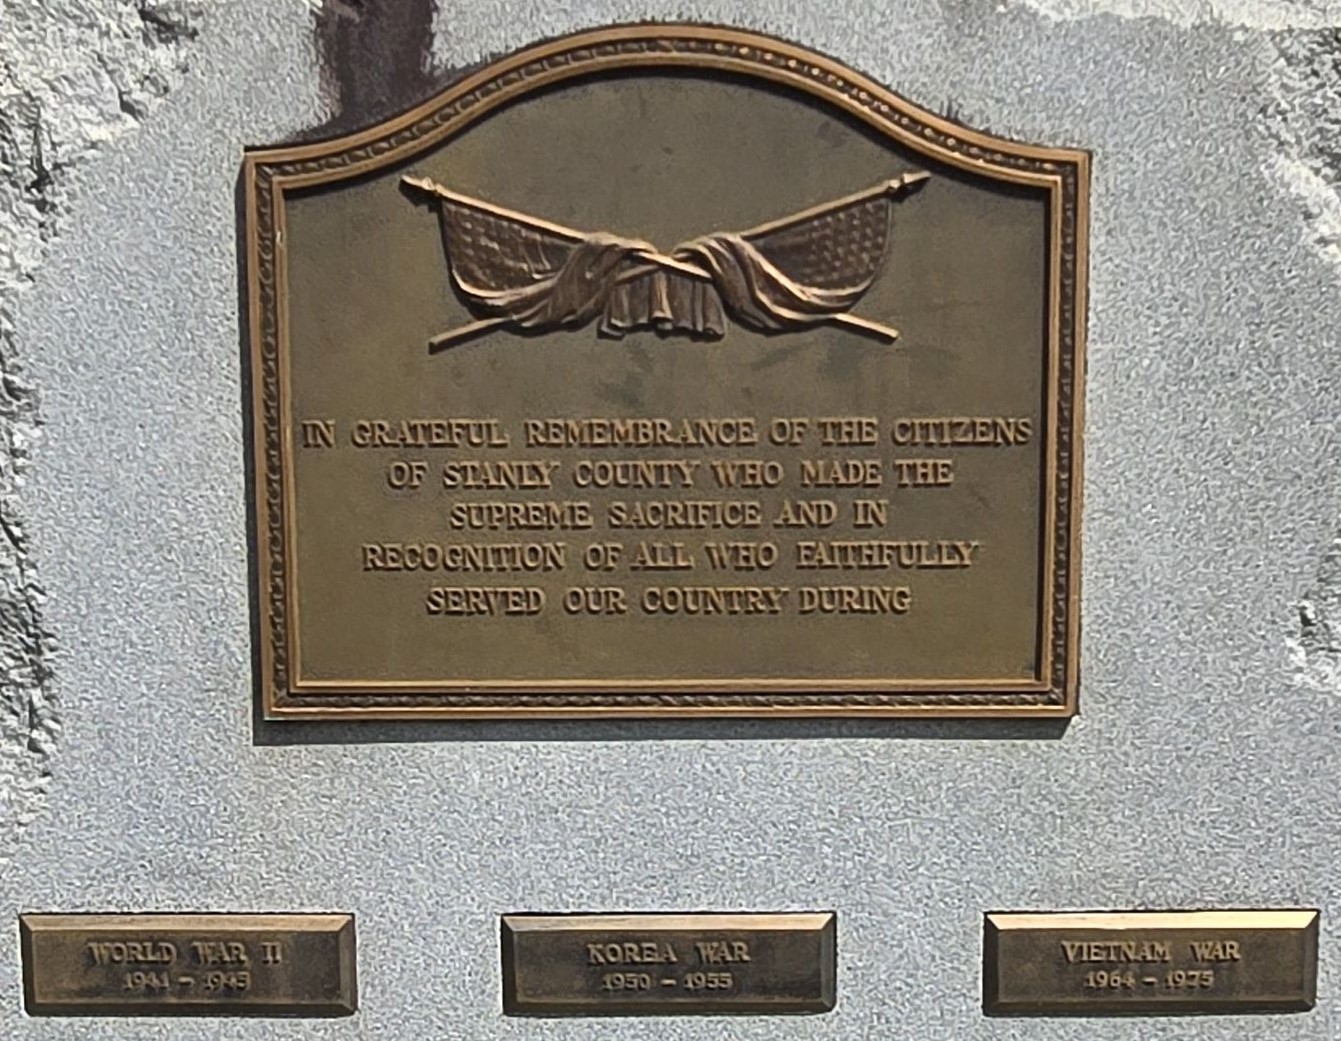 IN GRATEFUL REMEMBRANCE OF THE CITIZENS
OF STANLY COUNTY WHO MADE THE
SUPREME SACRIFICE AND IN
RECOGNITION OF ALL WHO FAITHFULLY
SERVED OUR COUNTRY DURING
WORLD WAR II
1941 - 1945
KOREA WAR
1950 - 1955
VIETNAM WAR
1964 - 1975